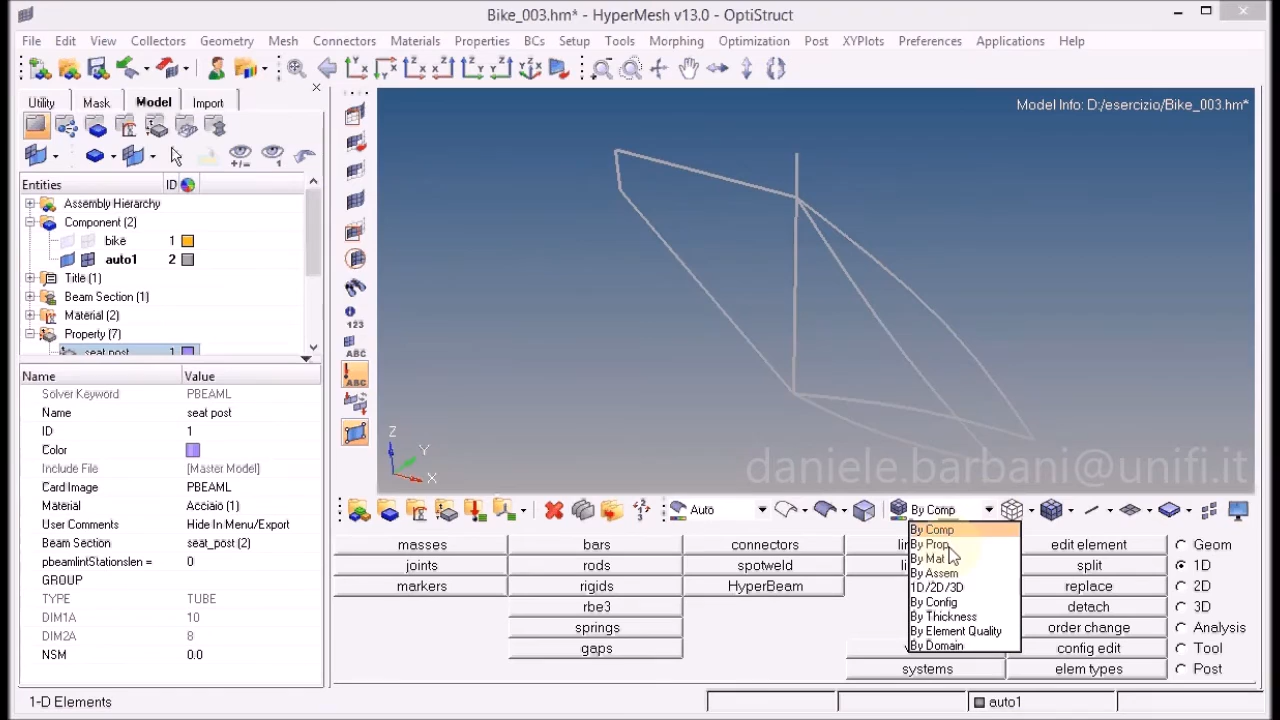 Bike_003.hm* - HyperMesh v13.0 - OptiStruct
File Edit View Collectors Geometry Mesh Connectors Materials Properties BCs Setup Tools Morphing Optimization Post XYPlots Preferences Applications Help
Utility Mask Model Import
Model Info: D:/esercizio/Bike_003.hm*
Entities ID
Assembly Hierarchy
Component (2)
bike 1
auto1 2
Title (1)
Beam Section (1)
Material (2)
Property (7)
seat post 1
Name Value
Solver Keyword PBEAML
Name seat post
ID 1
Color
Include File [Master Model]
Card Image PBEAML
Material Acciaio (1)
User Comments Hide In Menu/Export
Beam Section seat_post (2)
pbeamlntStationslen = 0
GROUP
TYPE TUBE
DIM1A 10
DIM2A 8
NSM 0.0
123
ABC
ABC
Z
Y
X
daniele.barbani@unifi.it
Auto
By Comp
By Comp
By Prop
By Mat
By Assem
1D/2D/3D
By Config
By Thickness
By Element Quality
By Domain
masses bars connectors edit element Geom
joints rods spotweld split 1D
markers rigids HyperBeam replace 2D
rbe3 detach 3D
springs order change Analysis
gaps config edit Tool
systems elem types Post
1-D Elements
auto1